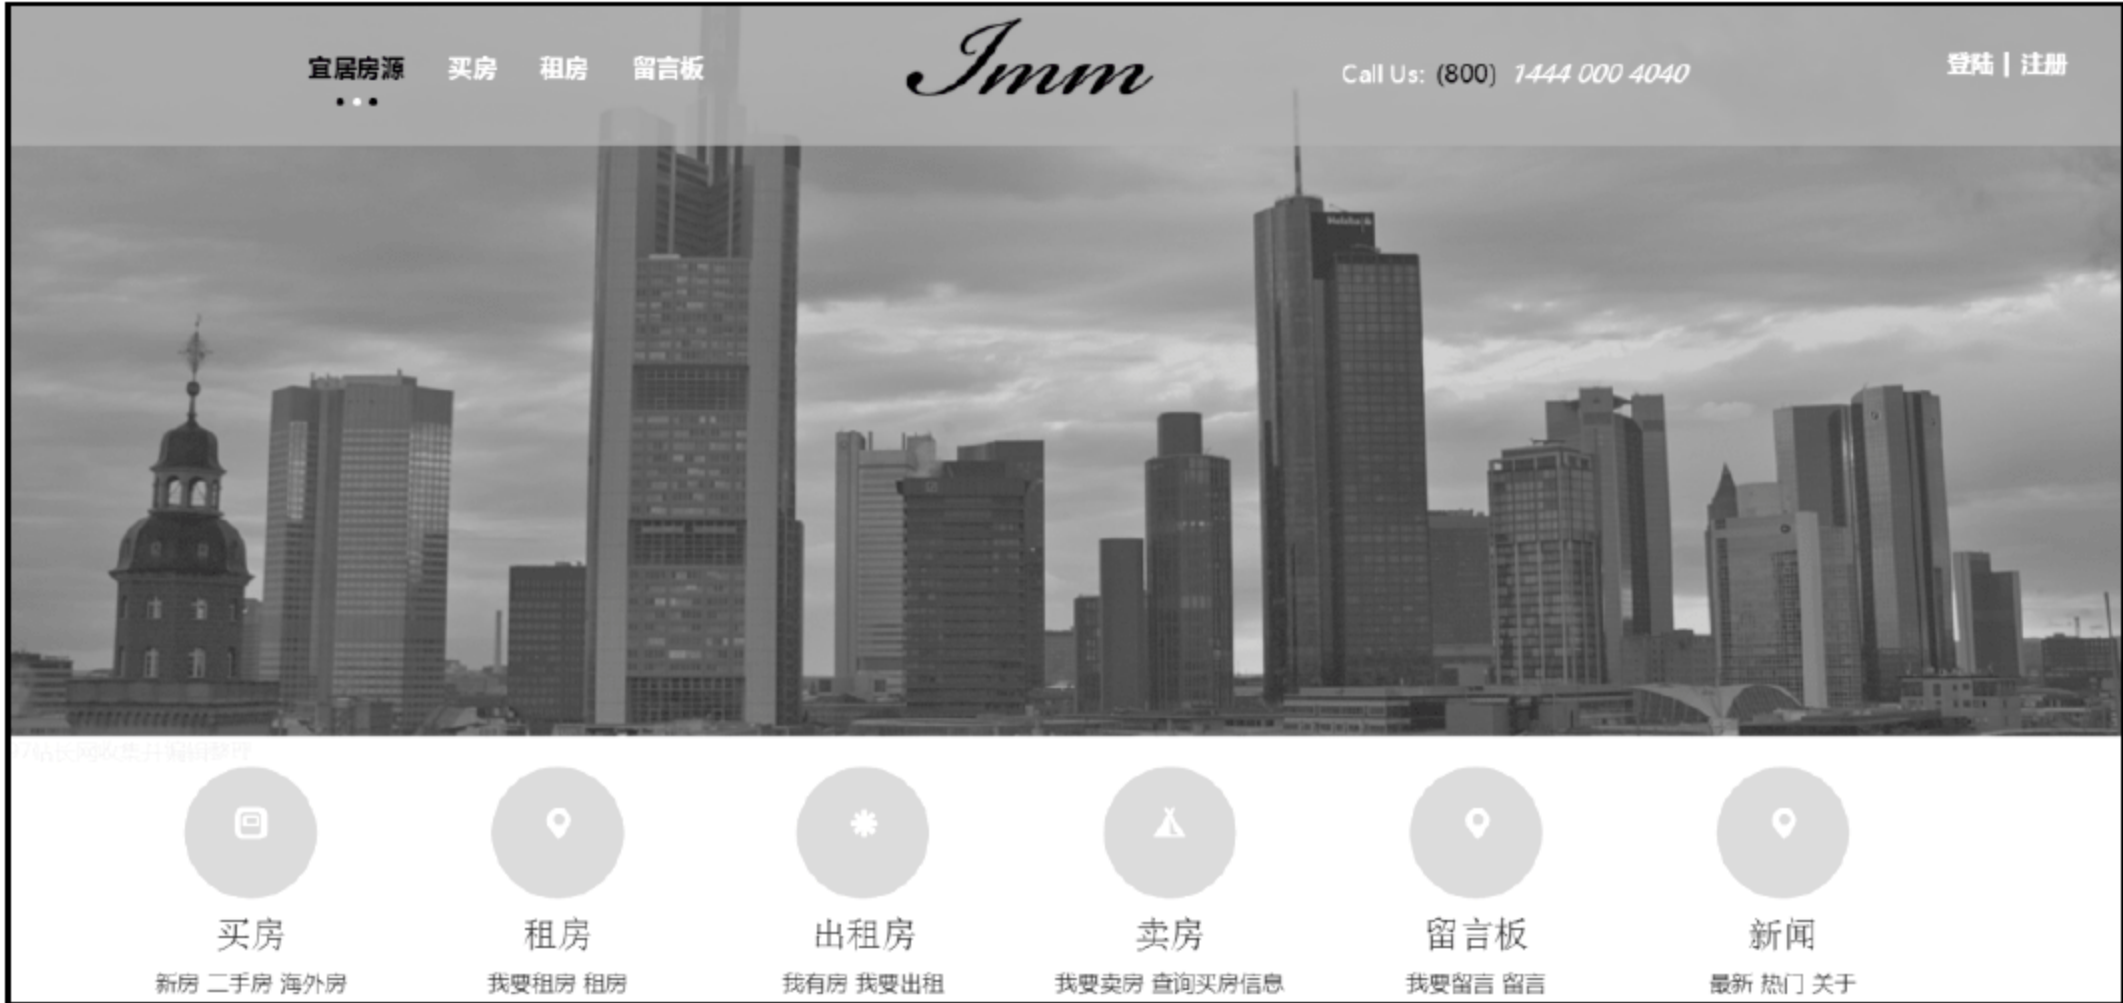 宜居房源 买房 租房 留言板
Imm
Call Us: (800) 1444 000 4040
登陆 | 注册
买房 租房 出租房 卖房 留言板 新闻
新房 二手房 海外房 我要租房 租房 我有房 我要出租 我要卖房 查询买房信息 我要留言 留言 最新 热门 关于